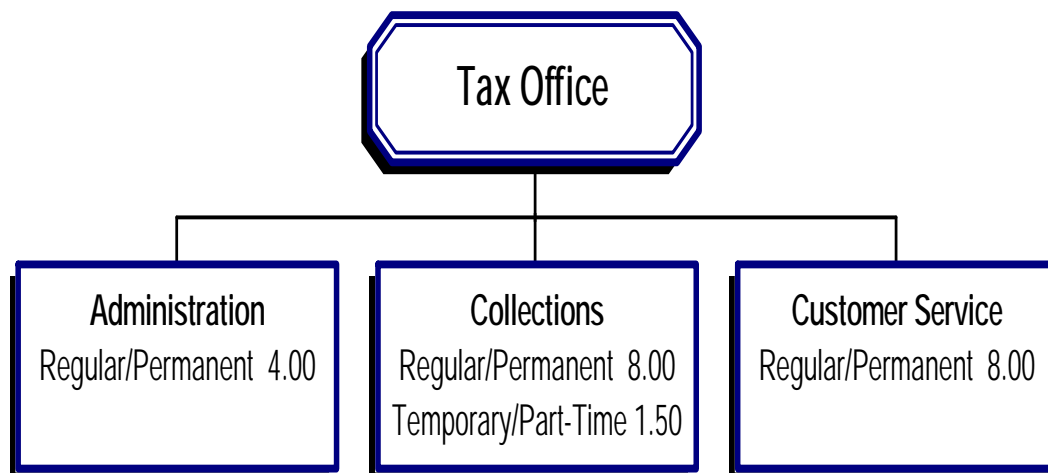 Tax Office
Administration
Regular/Permanent 4.00
Collections
Regular/Permanent 8.00
Temporary/Part-Time 1.50
Customer Service
Regular/Permanent 8.00